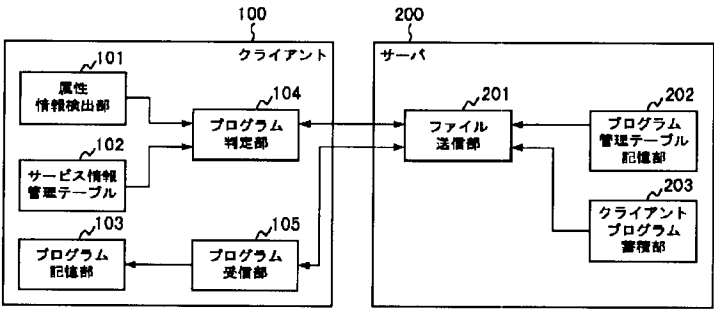 100
クライアント
101
属性
情報検出部
102
サービス情報
管理テーブル
103
プログラム
記憶部
104
プログラム
判定部
105
プログラム
受信部
200
サーバ
201
ファイル
送信部
202
プログラム
管理テーブル
記憶部
203
クライアント
プログラム
蓄積部